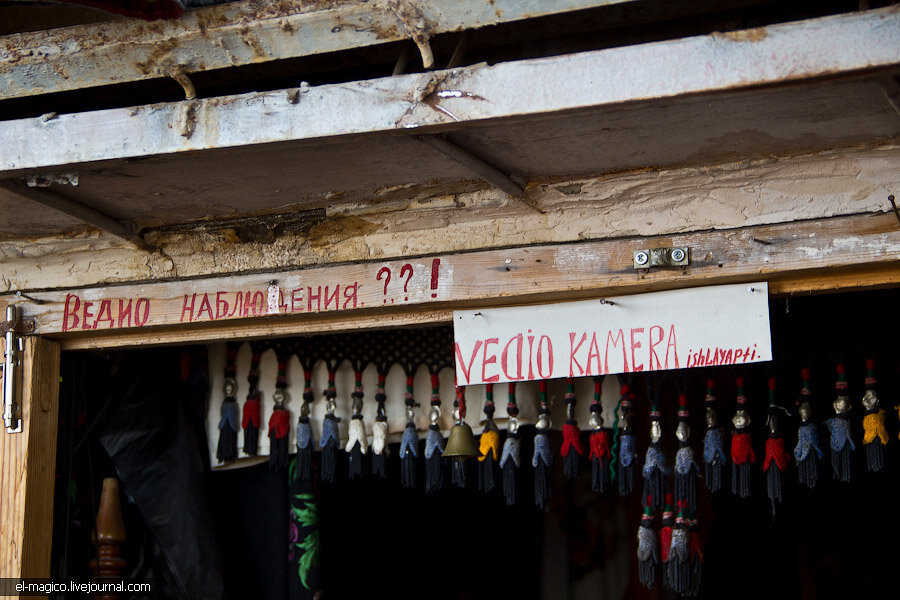 Ведио наблюдения ??!
VEdio KAMERA ishLAYApti.
el-magico.livejournal.com